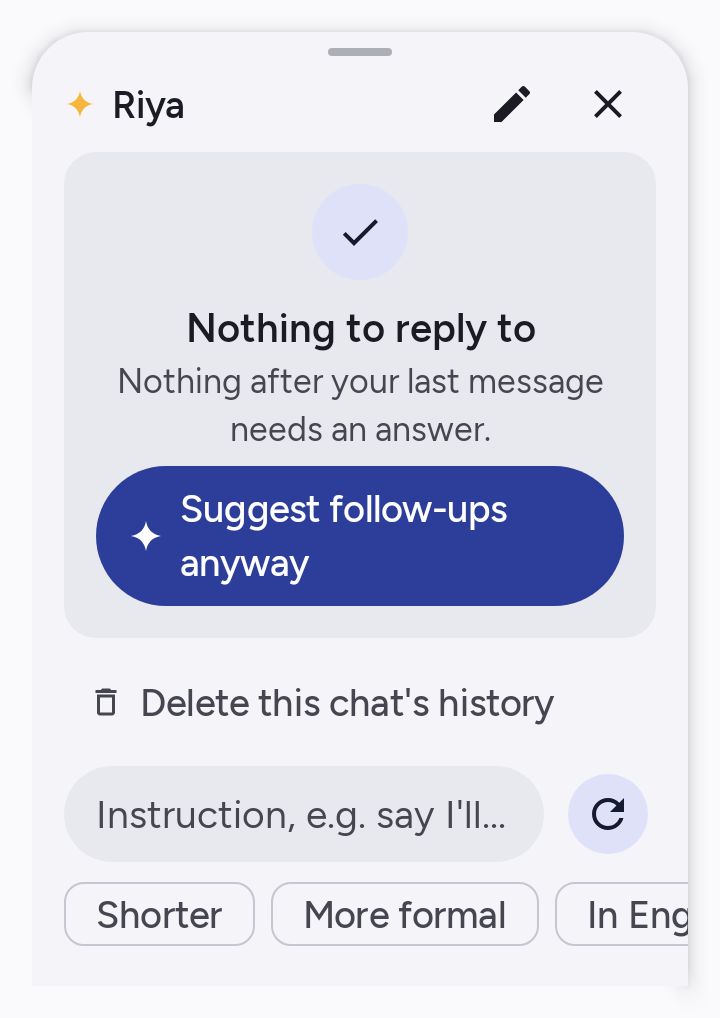 Riya
Nothing to reply to
Nothing after your last message
needs an answer.
Suggest follow-ups
anyway
Delete this chat's history
Instruction, e.g. say I'll...
Shorter
More formal
In Eng